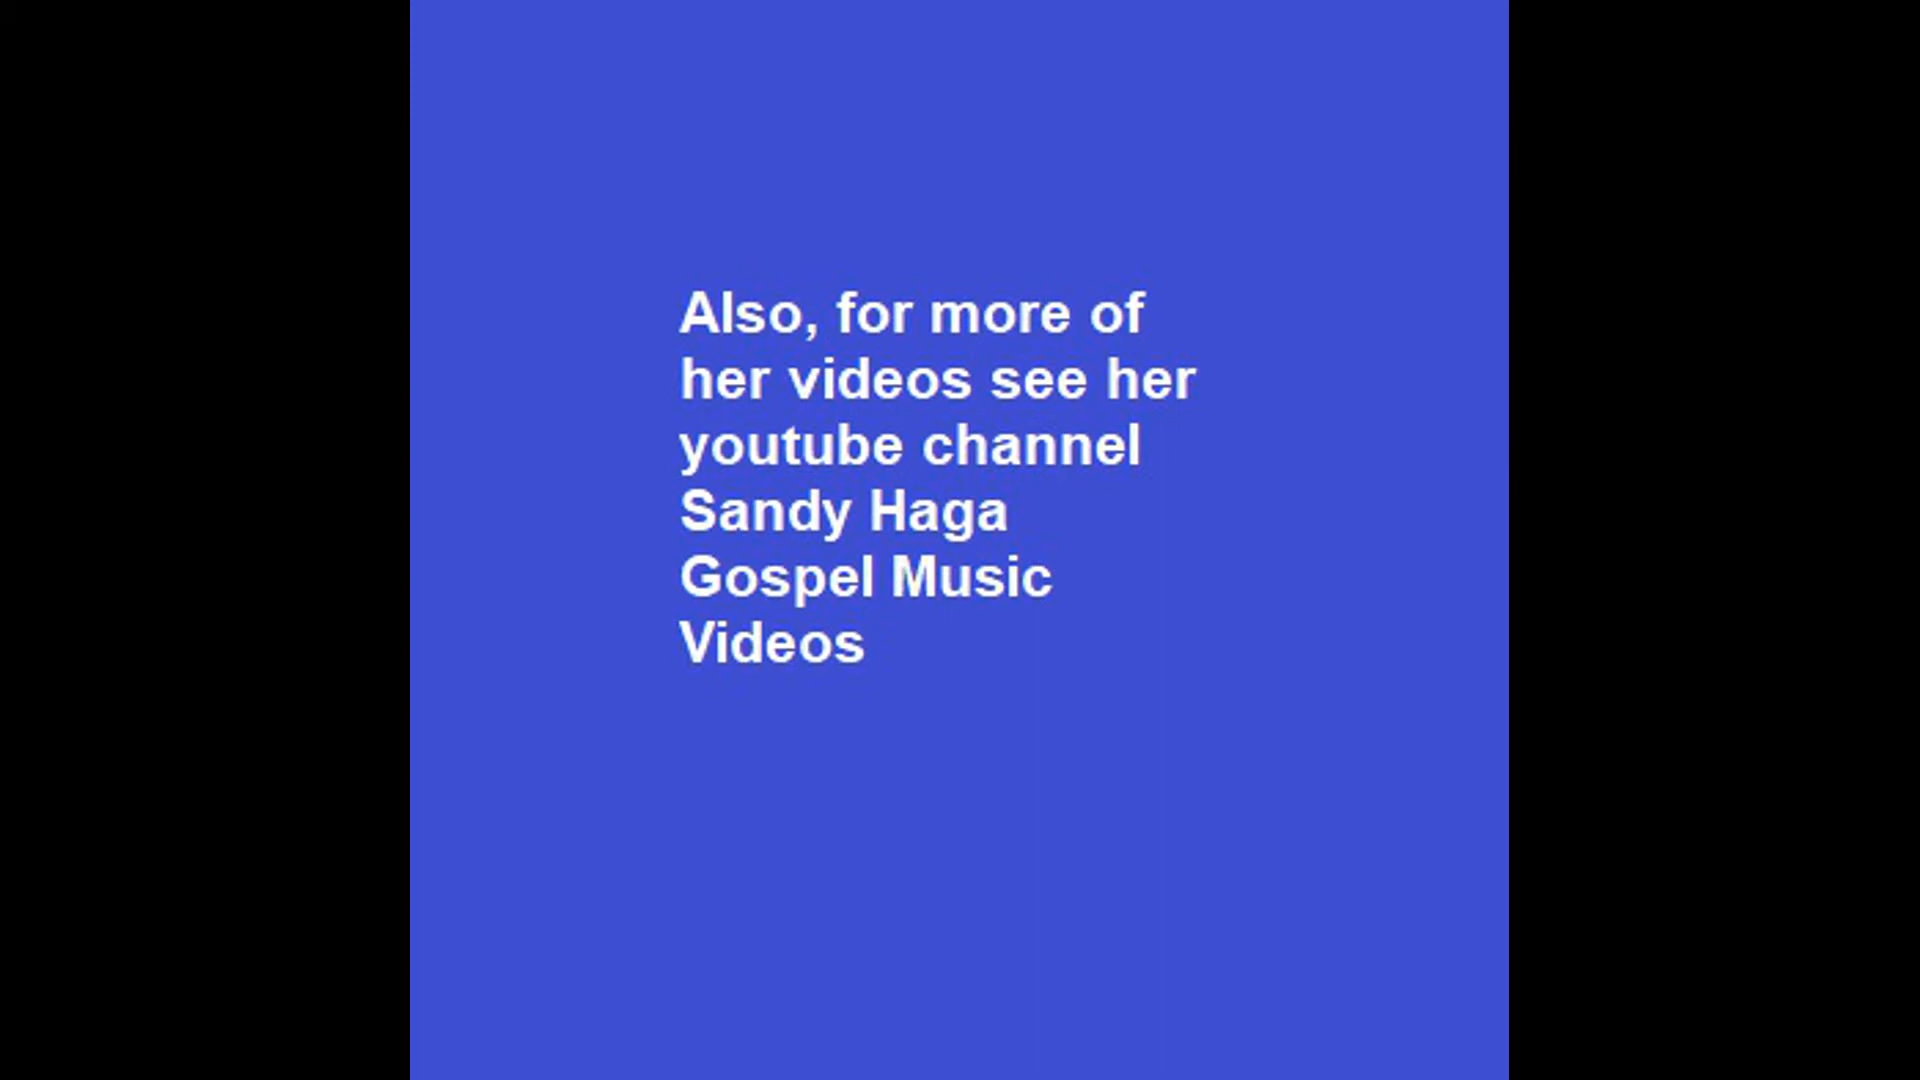 Also, for more of
her videos see her
youtube channel
Sandy Haga
Gospel Music
Videos